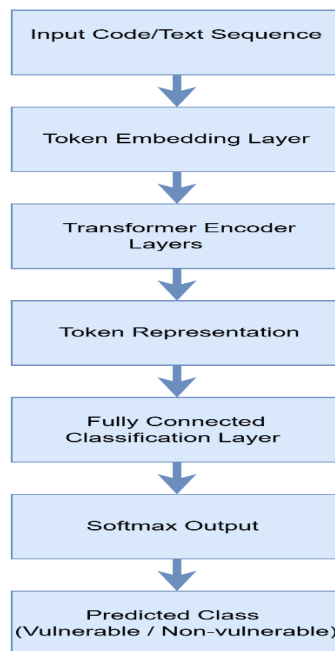 Input Code/Text Sequence
Token Embedding Layer
Transformer Encoder
Layers
Token Representation
Fully Connected
Classification Layer
Softmax Output
Predicted Class
(Vulnerable / Non-vulnerable)